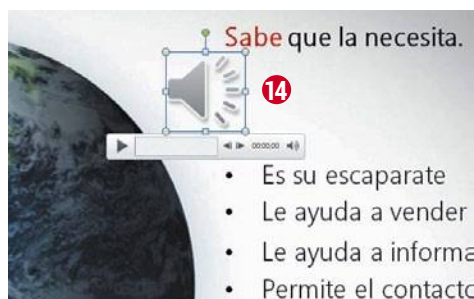 Sabe que la necesita.
14
00:00,00
• Es su escaparate
• Le ayuda a vender
• Le ayuda a informa
• Permite el contacto